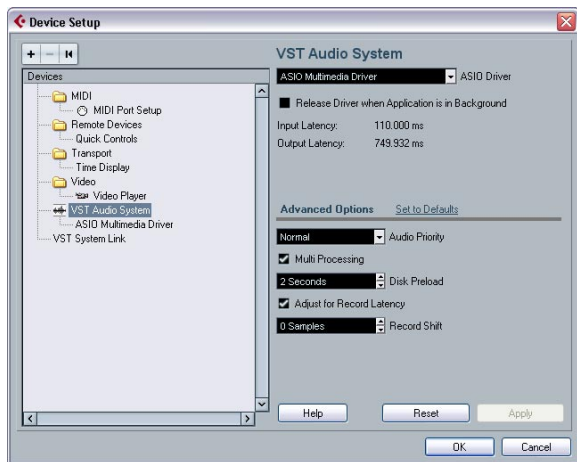 Device Setup
+ –
Devices
MIDI
MIDI Port Setup
Remote Devices
Quick Controls
Transport
Time Display
Video
Video Player
VST Audio System
ASIO Multimedia Driver
VST System Link
VST Audio System
ASIO Multimedia Driver ASIO Driver
Release Driver when Application is in Background
Input Latency: 110.000 ms
Output Latency: 749.932 ms
Advanced Options Set to Defaults
Normal Audio Priority
Multi Processing
2 Seconds Disk Preload
Adjust for Record Latency
0 Samples Record Shift
Help Reset Apply
OK Cancel